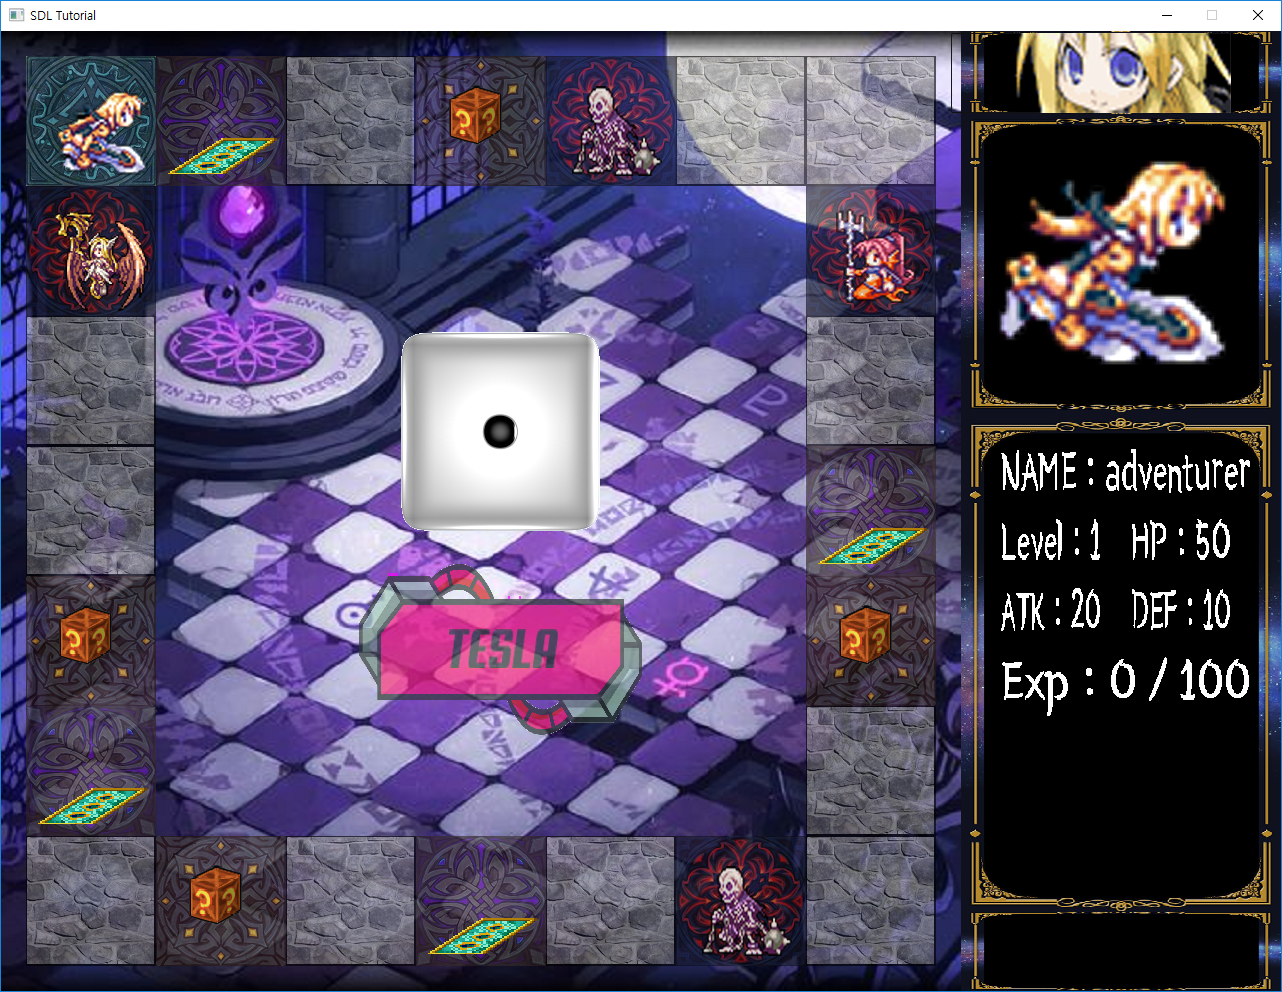 SDL Tutorial
TESLA
NAME : adventurer
Level : 1 HP : 50
ATK : 20 DEF : 10
Exp : 0 / 100